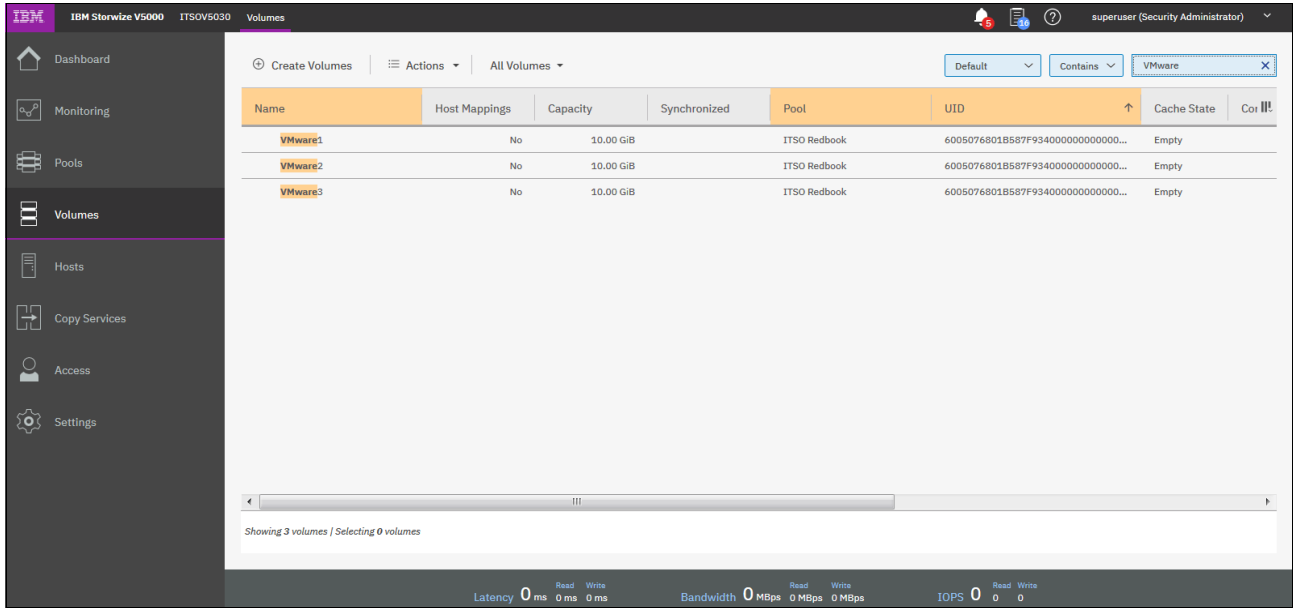 IBM IBM Storwize V5000 ITSOV5030 Volumes 5 16 ? superuser (Security Administrator)
Dashboard
Monitoring
Pools
Volumes
Hosts
Copy Services
Access
Settings
Create Volumes Actions All Volumes Default Contains VMware
Name Host Mappings Capacity Synchronized Pool UID Cache State Cor
VMware1 No 10.00 GiB ITSO Redbook 6005076801B587F934000000000000... Empty
VMware2 No 10.00 GiB ITSO Redbook 6005076801B587F934000000000000... Empty
VMware3 No 10.00 GiB ITSO Redbook 6005076801B587F934000000000000... Empty
Showing 3 volumes | Selecting 0 volumes
Read Write Read Write Read Write
Latency 0 ms 0 ms 0 ms Bandwidth 0 MBps 0 MBps 0 MBps IOPS 0 0 0